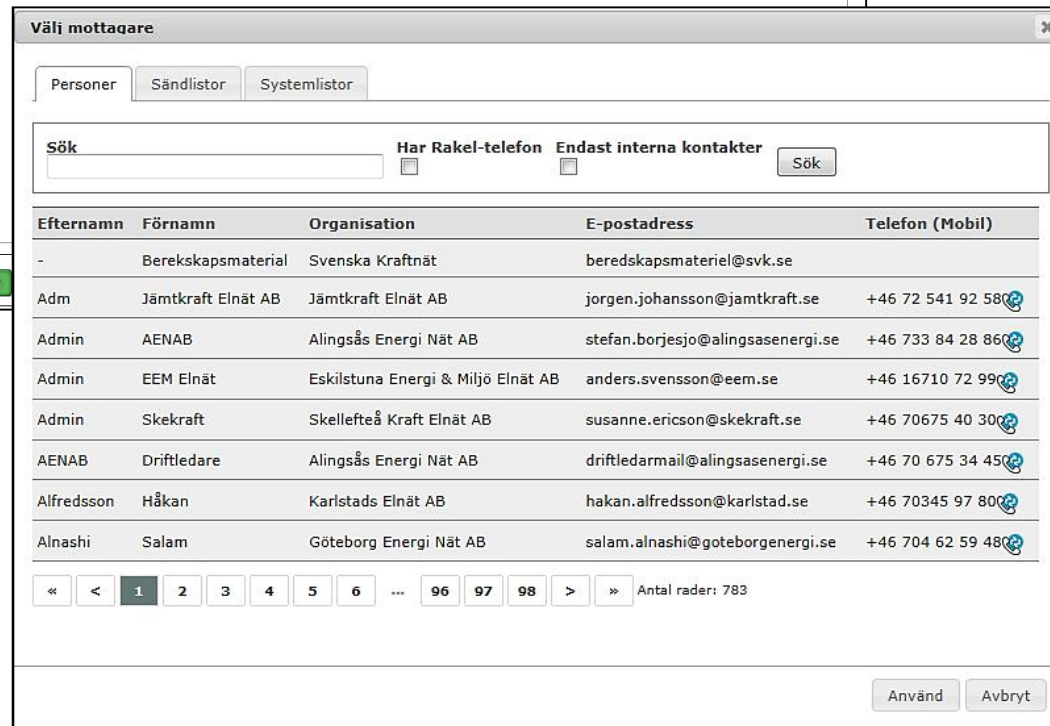 Välj mottagare
Personer Sändlistor Systemlistor
Sök Har Rakel-telefon Endast interna kontakter Sök
Efternamn Förnamn Organisation E-postadress Telefon (Mobil)
- Berekskapsmaterial Svenska Kraftnät beredskapsmateriel@svk.se
Adm Jämtkraft Elnät AB Jämtkraft Elnät AB jorgen.johansson@jamtkraft.se +46 72 541 92 58
Admin AENAB Alingsås Energi Nät AB stefan.borjesjo@alingsasenergi.se +46 733 84 28 86
Admin EEM Elnät Eskilstuna Energi & Miljö Elnät AB anders.svensson@eem.se +46 16710 72 99
Admin Skekraft Skellefteå Kraft Elnät AB susanne.ericson@skekraft.se +46 70675 40 30
AENAB Driftledare Alingsås Energi Nät AB driftledarmail@alingsasenergi.se +46 70 675 34 45
Alfredsson Håkan Karlstads Elnät AB hakan.alfredsson@karlstad.se +46 70345 97 80
Alnashi Salam Göteborg Energi Nät AB salam.alnashi@goteborgenergi.se +46 704 62 59 48
« < 1 2 3 4 5 6 ... 96 97 98 > » Antal rader: 783
Använd Avbryt